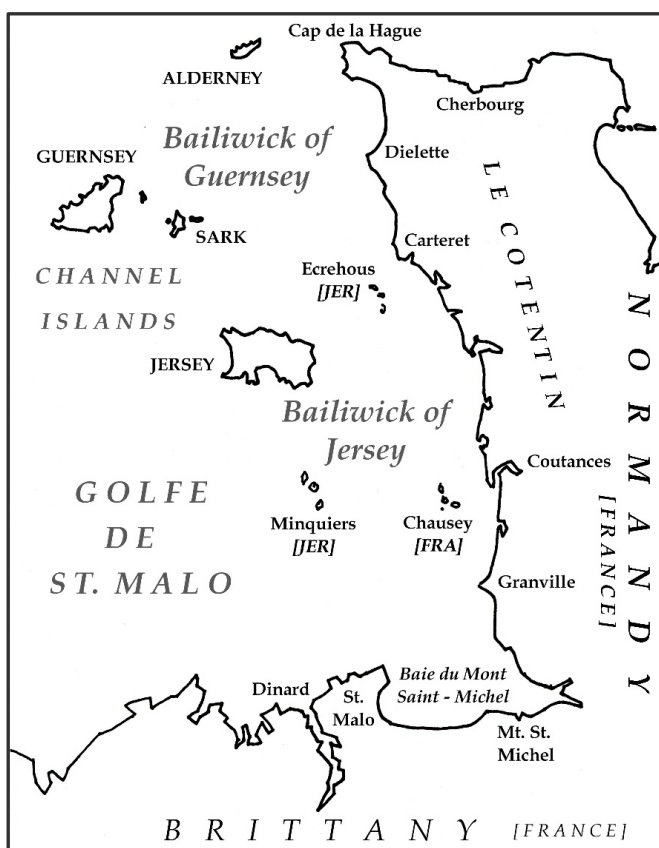 Cap de la Hague
ALDERNEY
Cherbourg
Bailiwick of
Guernsey
GUERNSEY
Dielette
SARK
LE COTENTIN
Carteret
CHANNEL
ISLANDS
Ecrehous
[JER]
NORMANDY
[FRANCE]
JERSEY
Bailiwick of
Jersey
Coutances
GOLFE
DE
ST. MALO
Minquiers
[JER]
Chausey
[FRA]
Granville
Baie du Mont
Saint - Michel
Dinard
St.
Malo
Mt. St.
Michel
BRITTANY [FRANCE]